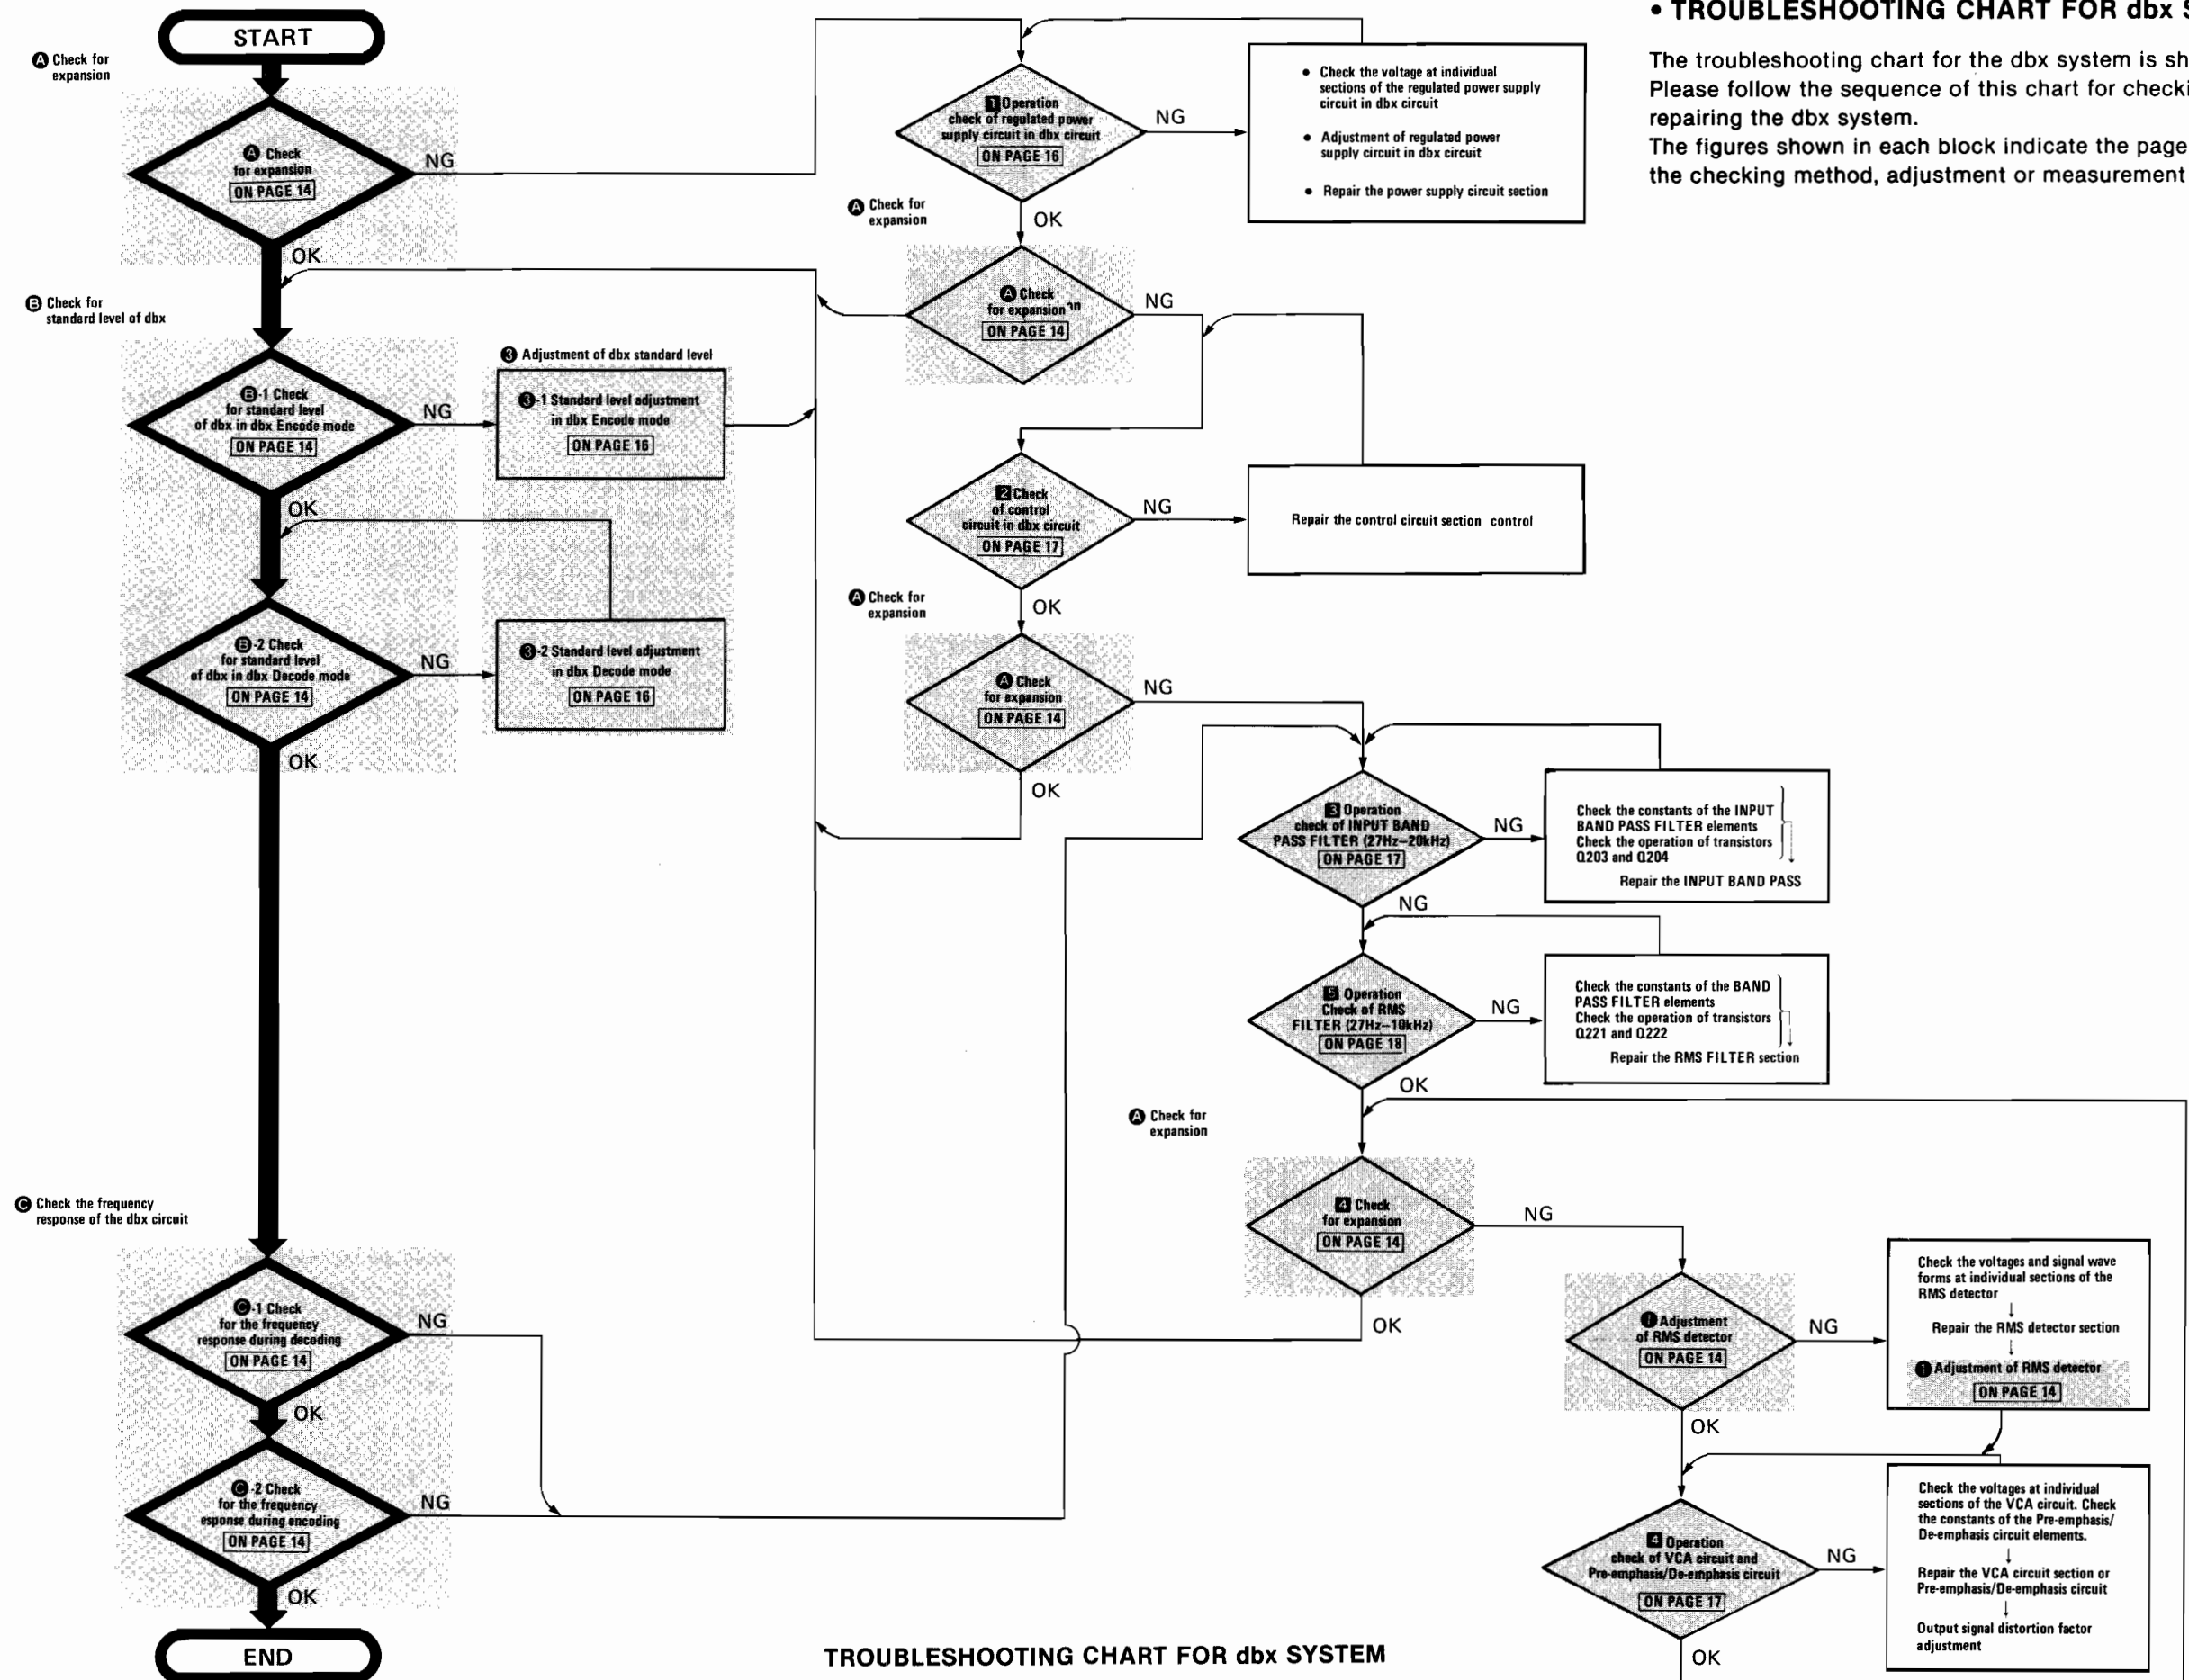 START
A Check for
expansion
A Check
for expansion
ON PAGE 14
NG
OK
B Check for
standard level of dbx
B-1 Check
for standard level
of dbx in dbx Encode mode
ON PAGE 14
NG
3 Adjustment of dbx standard level
3-1 Standard level adjustment
in dbx Encode mode
ON PAGE 16
OK
B-2 Check
for standard level
of dbx in dbx Decode mode
ON PAGE 14
NG
3-2 Standard level adjustment
in dbx Decode mode
ON PAGE 16
OK
C Check the frequency
response of the dbx circuit
C-1 Check
for the frequency
response during decoding
ON PAGE 14
NG
OK
C-2 Check
for the frequency
esponse during encoding
ON PAGE 14
NG
OK
END
1 Operation
check of regulated power
supply circuit in dbx circuit
ON PAGE 16
NG
• Check the voltage at individual
sections of the regulated power supply
circuit in dbx circuit
• Adjustment of regulated power
supply circuit in dbx circuit
• Repair the power supply circuit section
A Check for
expansion
OK
A Check
for expansion
ON PAGE 14
NG
2 Check
of control
circuit in dbx circuit
ON PAGE 17
NG
Repair the control circuit section control
A Check for
expansion
OK
A Check
for expansion
ON PAGE 14
NG
OK
3 Operation
check of INPUT BAND
PASS FILTER (27Hz–20kHz)
ON PAGE 17
NG
Check the constants of the INPUT
BAND PASS FILTER elements
Check the operation of transistors
Q203 and Q204
Repair the INPUT BAND PASS
NG
5 Operation
Check of RMS
FILTER (27Hz–10kHz)
ON PAGE 18
NG
Check the constants of the BAND
PASS FILTER elements
Check the operation of transistors
Q221 and Q222
Repair the RMS FILTER section
OK
A Check for
expansion
4 Check
for expansion
ON PAGE 14
NG
OK
1 Adjustment
of RMS detector
ON PAGE 14
NG
Check the voltages and signal wave
forms at individual sections of the
RMS detector
↓
Repair the RMS detector section
↓
1 Adjustment of RMS detector
ON PAGE 14
OK
4 Operation
check of VCA circuit and
Pre-emphasis/De-emphasis circuit
ON PAGE 17
NG
Check the voltages at individual
sections of the VCA circuit. Check
the constants of the Pre-emphasis/
De-emphasis circuit elements.
↓
Repair the VCA circuit section or
Pre-emphasis/De-emphasis circuit
↓
Output signal distortion factor
adjustment
OK
• TROUBLESHOOTING CHART FOR dbx S
The troubleshooting chart for the dbx system is sh
Please follow the sequence of this chart for checki
repairing the dbx system.
The figures shown in each block indicate the page
the checking method, adjustment or measurement
TROUBLESHOOTING CHART FOR dbx SYSTEM